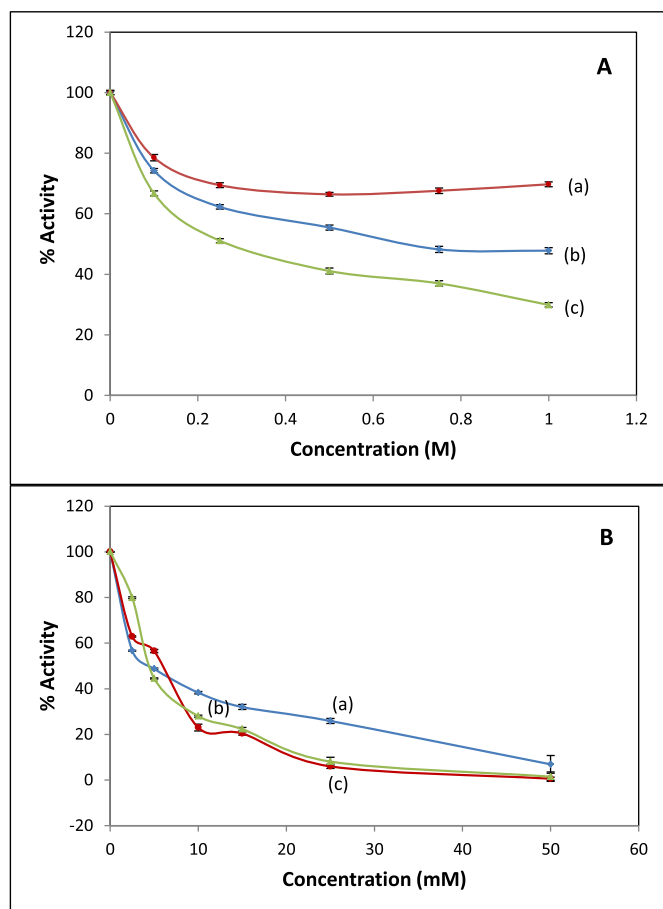 120
A
100
80
(a)
60
(b)
40
(c)
20
0
% Activity
0 0.2 0.4 0.6 0.8 1 1.2
Concentration (M)
120
B
100
80
60
40
(b)
(a)
20
(c)
0
-20
% Activity
0 10 20 30 40 50 60
Concentration (mM)